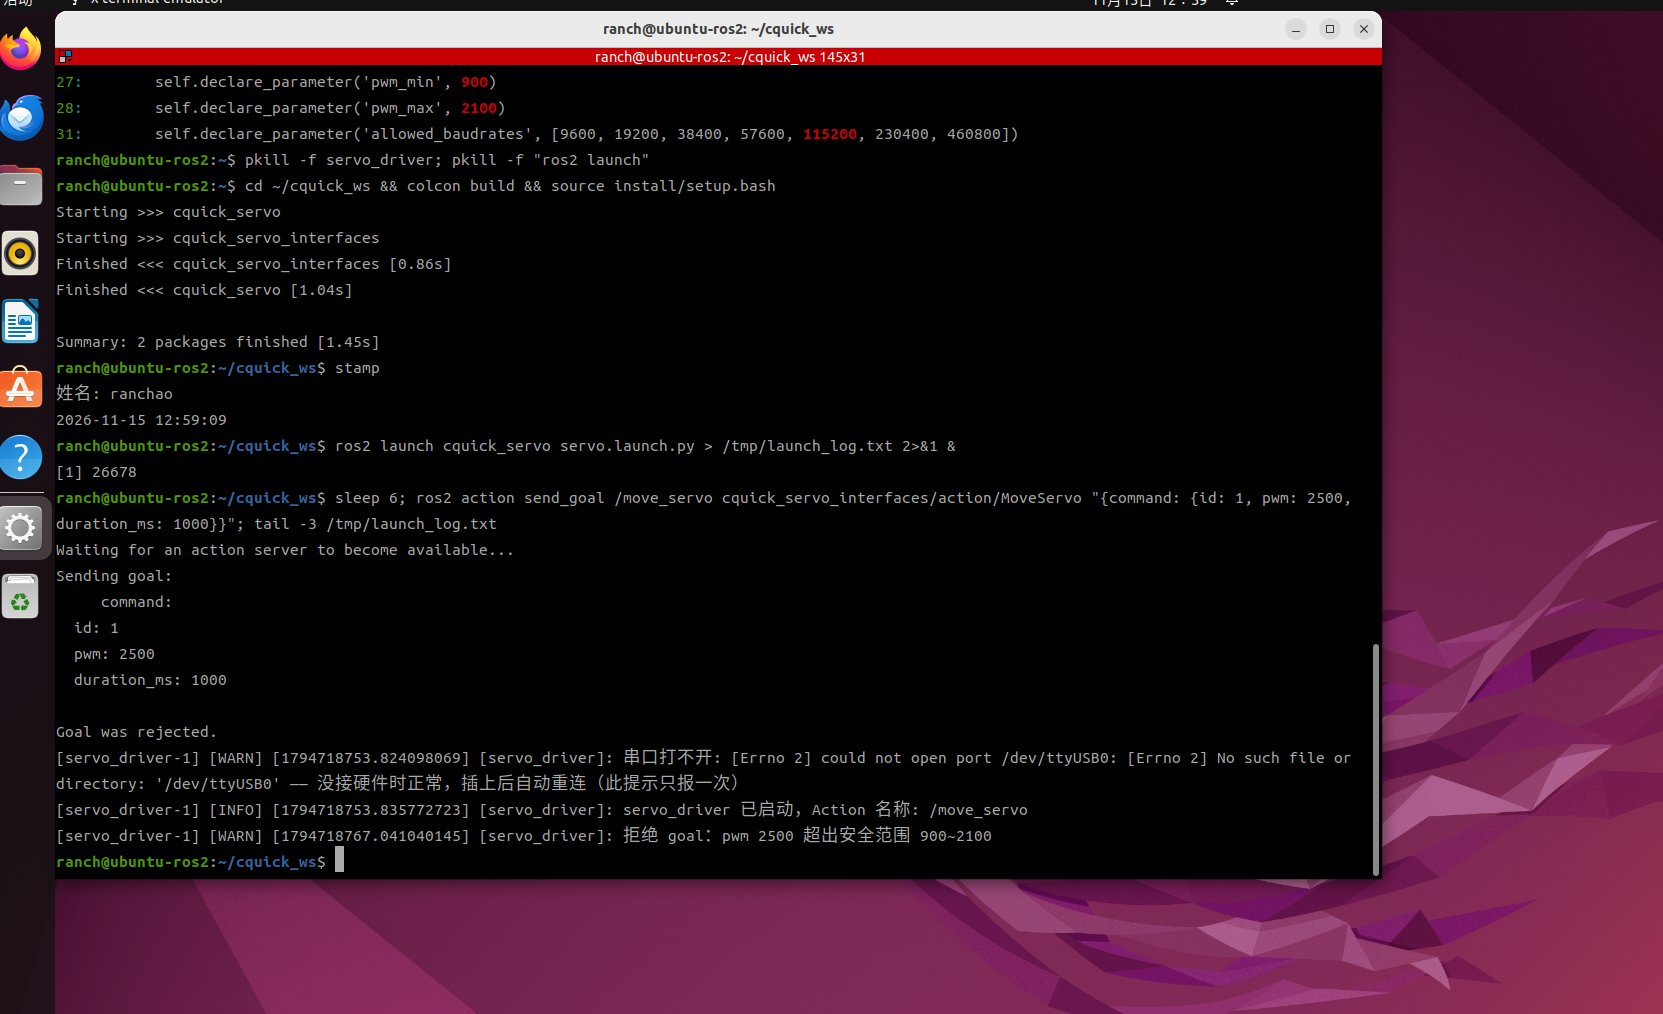 活动
x terminal emulator
11月15日 12：59
ranch@ubuntu-ros2: ~/cquick_ws
ranch@ubuntu-ros2: ~/cquick_ws 145x31
27:        self.declare_parameter('pwm_min', 900)
28:        self.declare_parameter('pwm_max', 2100)
31:        self.declare_parameter('allowed_baudrates', [9600, 19200, 38400, 57600, 115200, 230400, 460800])
ranch@ubuntu-ros2:~$ pkill -f servo_driver; pkill -f "ros2 launch"
ranch@ubuntu-ros2:~$ cd ~/cquick_ws && colcon build && source install/setup.bash
Starting >>> cquick_servo
Starting >>> cquick_servo_interfaces
Finished <<< cquick_servo_interfaces [0.86s]
Finished <<< cquick_servo [1.04s]
Summary: 2 packages finished [1.45s]
ranch@ubuntu-ros2:~/cquick_ws$ stamp
姓名: ranchao
2026-11-15 12:59:09
ranch@ubuntu-ros2:~/cquick_ws$ ros2 launch cquick_servo servo.launch.py > /tmp/launch_log.txt 2>&1 &
[1] 26678
ranch@ubuntu-ros2:~/cquick_ws$ sleep 6; ros2 action send_goal /move_servo cquick_servo_interfaces/action/MoveServo "{command: {id: 1, pwm: 2500,
duration_ms: 1000}}"; tail -3 /tmp/launch_log.txt
Waiting for an action server to become available...
Sending goal:
     command:
  id: 1
  pwm: 2500
  duration_ms: 1000
Goal was rejected.
[servo_driver-1] [WARN] [1794718753.824098069] [servo_driver]: 串口打不开: [Errno 2] could not open port /dev/ttyUSB0: [Errno 2] No such file or
directory: '/dev/ttyUSB0' —— 没接硬件时正常，插上后自动重连（此提示只报一次）
[servo_driver-1] [INFO] [1794718753.835772723] [servo_driver]: servo_driver 已启动，Action 名称: /move_servo
[servo_driver-1] [WARN] [1794718767.041040145] [servo_driver]: 拒绝 goal：pwm 2500 超出安全范围 900~2100
ranch@ubuntu-ros2:~/cquick_ws$